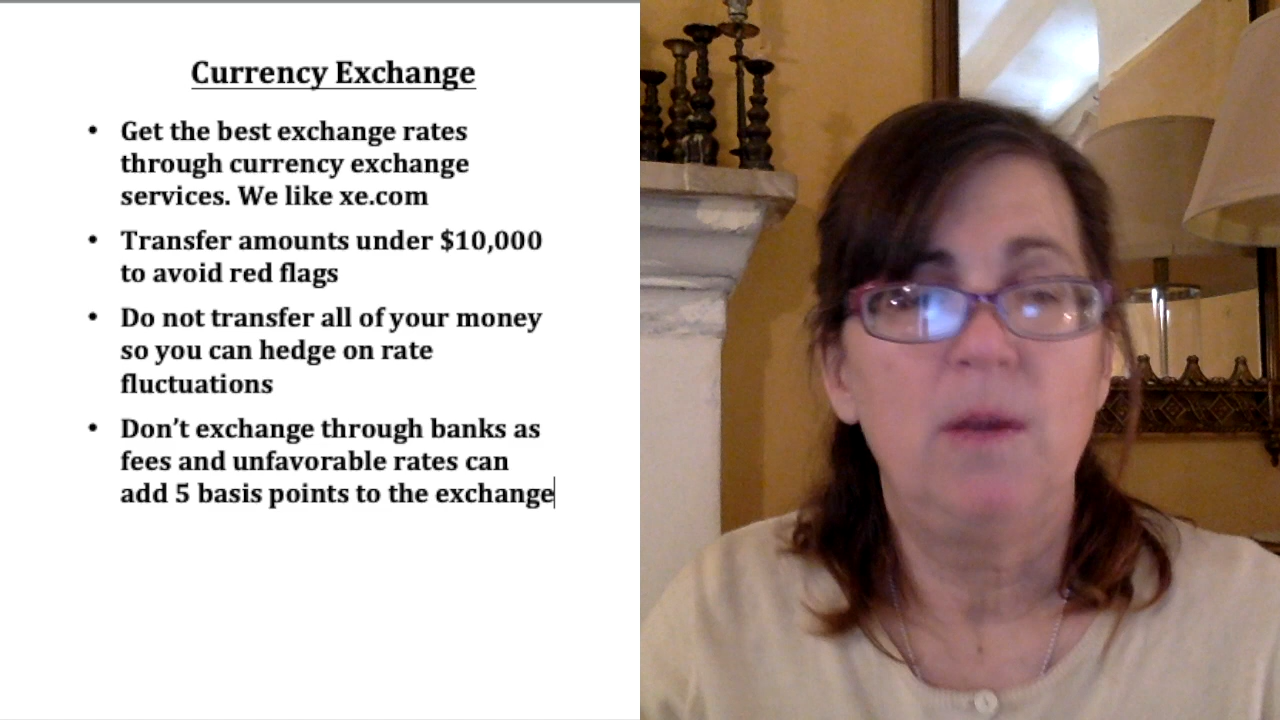 Currency Exchange
• Get the best exchange rates
through currency exchange
services. We like xe.com
• Transfer amounts under $10,000
to avoid red flags
• Do not transfer all of your money
so you can hedge on rate
fluctuations
• Don’t exchange through banks as
fees and unfavorable rates can
add 5 basis points to the exchange